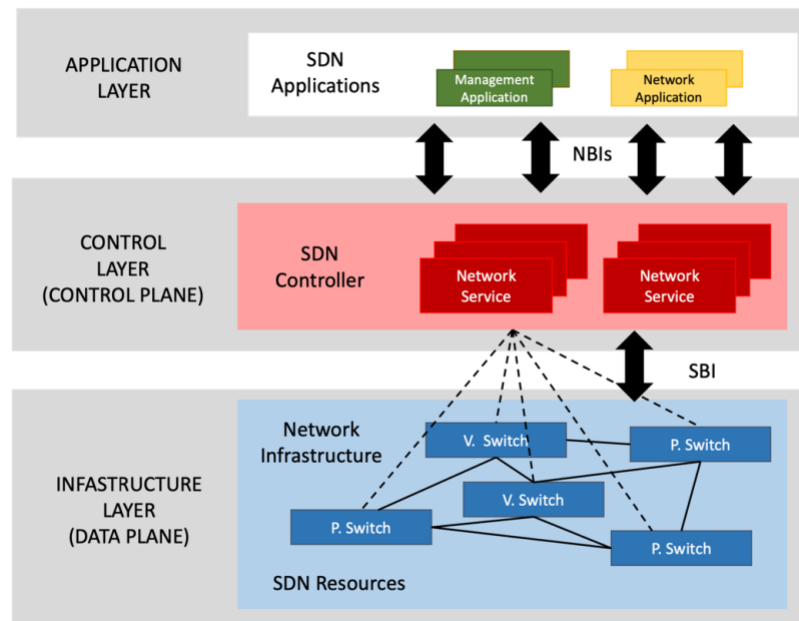 APPLICATION
LAYER
SDN
Applications
Management
Application
Network
Application
NBIs
CONTROL
LAYER
(CONTROL PLANE)
SDN
Controller
Network
Service
Network
Service
SBI
INFASTRUCTURE
LAYER
(DATA PLANE)
Network
Infrastructure
V. Switch
P. Switch
V. Switch
P. Switch
P. Switch
SDN Resources